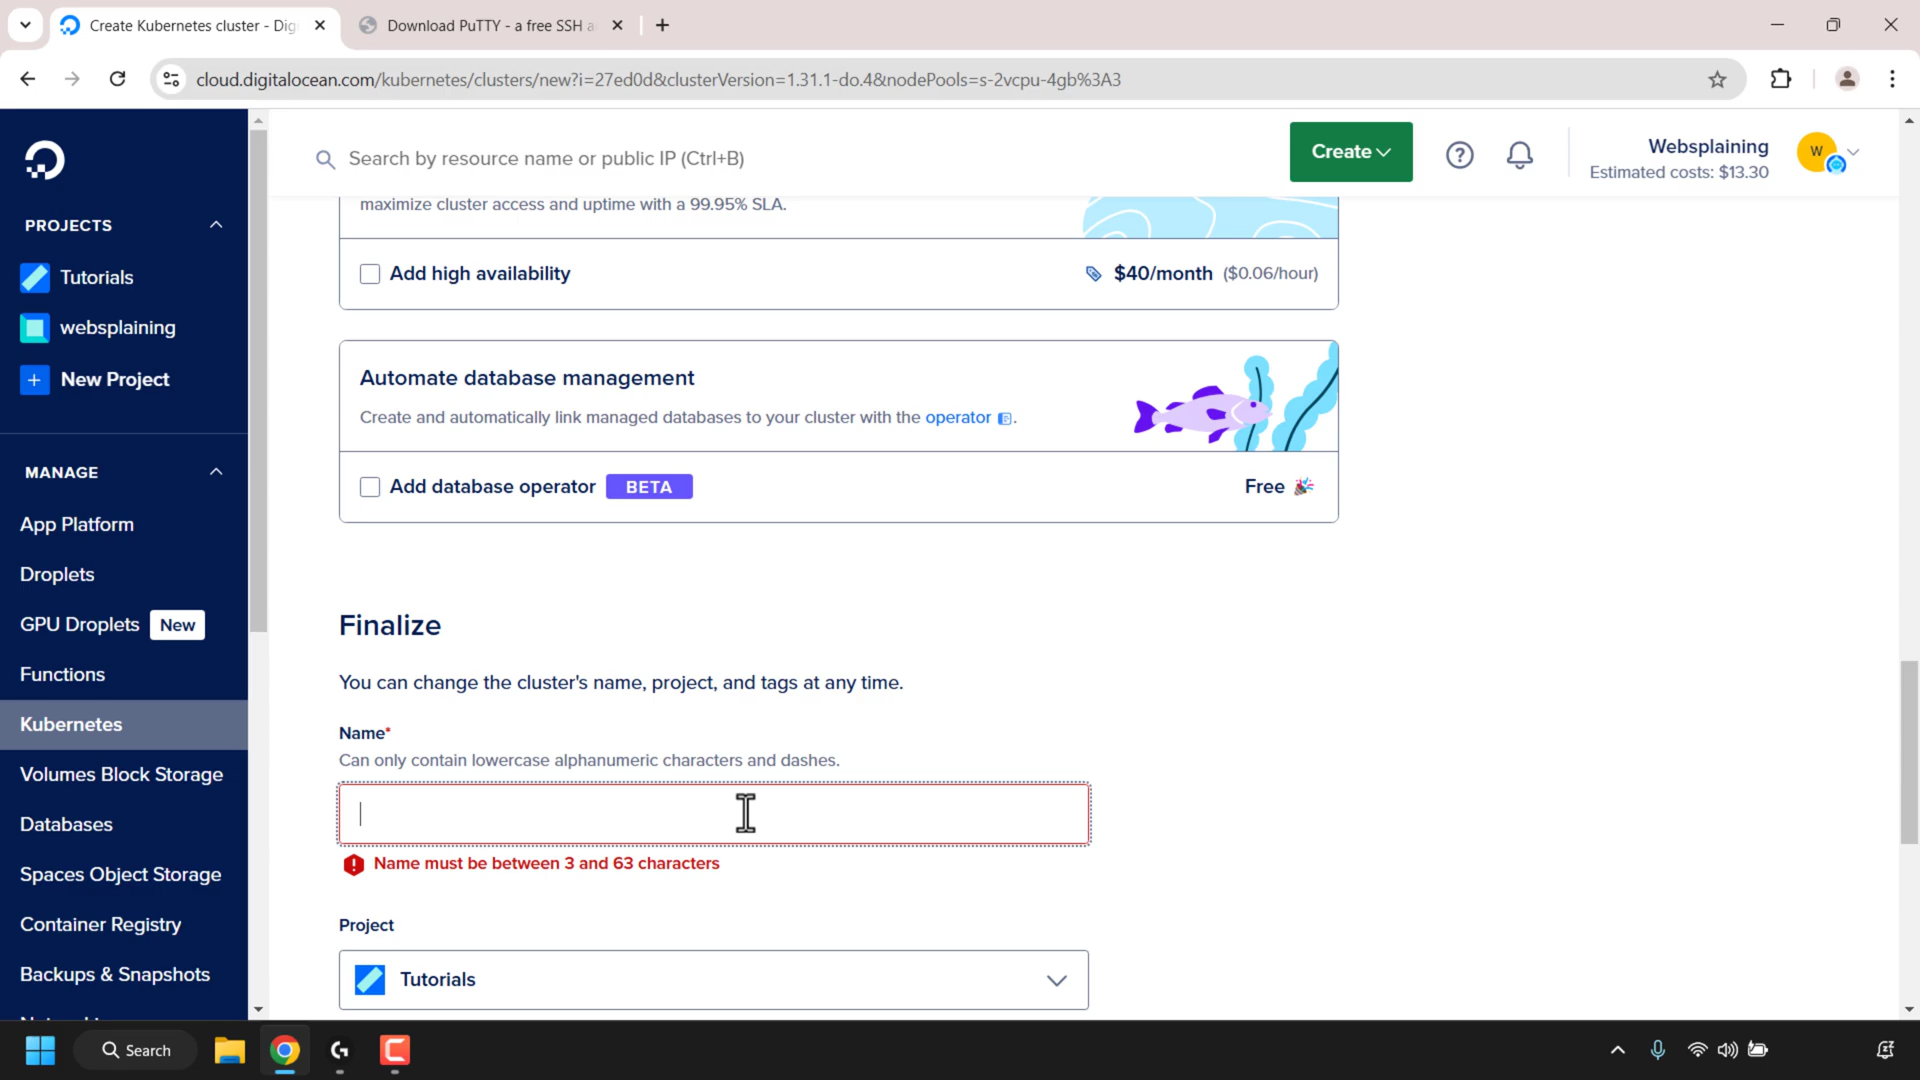 Create Kubernetes cluster - Dig
Download PuTTY - a free SSH a
cloud.digitalocean.com/kubernetes/clusters/new?i=27ed0d&clusterVersion=1.31.1-do.4&nodePools=s-2vcpu-4gb%3A3
Search by resource name or public IP (Ctrl+B)
Create
Websplaining
Estimated costs: $13.30
W
PROJECTS
Tutorials
websplaining
New Project
MANAGE
App Platform
Droplets
GPU Droplets New
Functions
Kubernetes
Volumes Block Storage
Databases
Spaces Object Storage
Container Registry
Backups & Snapshots
maximize cluster access and uptime with a 99.95% SLA.
Add high availability
$40/month ($0.06/hour)
Automate database management
Create and automatically link managed databases to your cluster with the operator.
Add database operator BETA
Free
Finalize
You can change the cluster's name, project, and tags at any time.
Name*
Can only contain lowercase alphanumeric characters and dashes.
Name must be between 3 and 63 characters
Project
Tutorials
Search